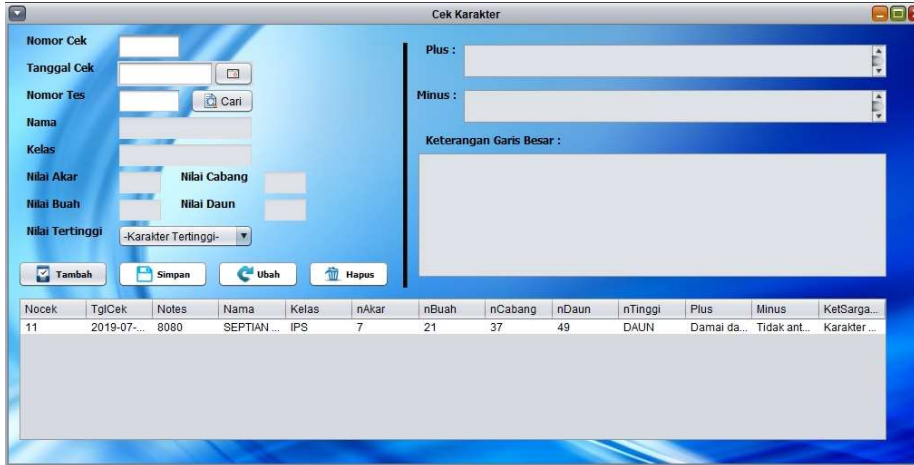 Cek Karakter
Nomor Cek
Tanggal Cek
Nomor Tes
Cari
Nama
Kelas
Nilai Akar
Nilai Cabang
Nilai Buah
Nilai Daun
Nilai Tertinggi
-Karakter Tertinggi-
Tambah
Simpan
Ubah
Hapus
Plus :
Minus :
Keterangan Garis Besar :
Nocek TglCek Notes Nama Kelas nAkar nBuah nCabang nDaun nTinggi Plus Minus KetSarga...
11 2019-07-... 8080 SEPTIAN ... IPS 7 21 37 49 DAUN Damai da... Tidak ant... Karakter ...